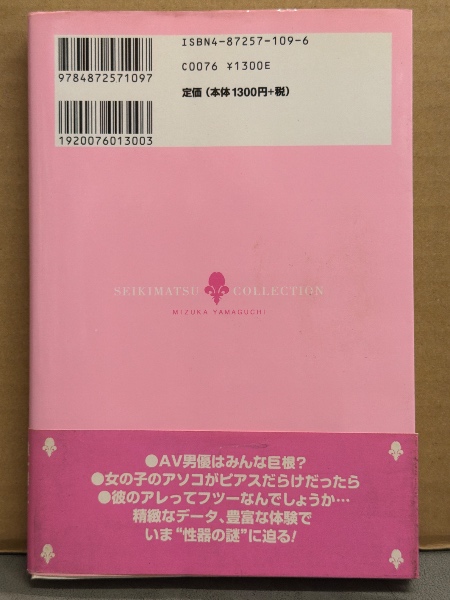 ISBN4-87257-109-6
9784872571097
C0076 ¥1300E
定価（本体1300円+税）
1920076013003
SEIKIMATSU COLLECTION
MIZUKA YAMAGUCHI
●AV男優はみんな巨根？
●女の子のアソコがピアスだらけだったら
●彼のアレってフツーなんでしょうか…
精緻なデータ、豊富な体験で
いま“性器の謎”に迫る！